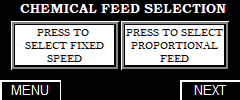 CHEMICAL FEED SELECTION
PRESS TO
SELECT FIXED
SPEED
PRESS TO SELECT
PROPORTIONAL
FEED
MENU
NEXT